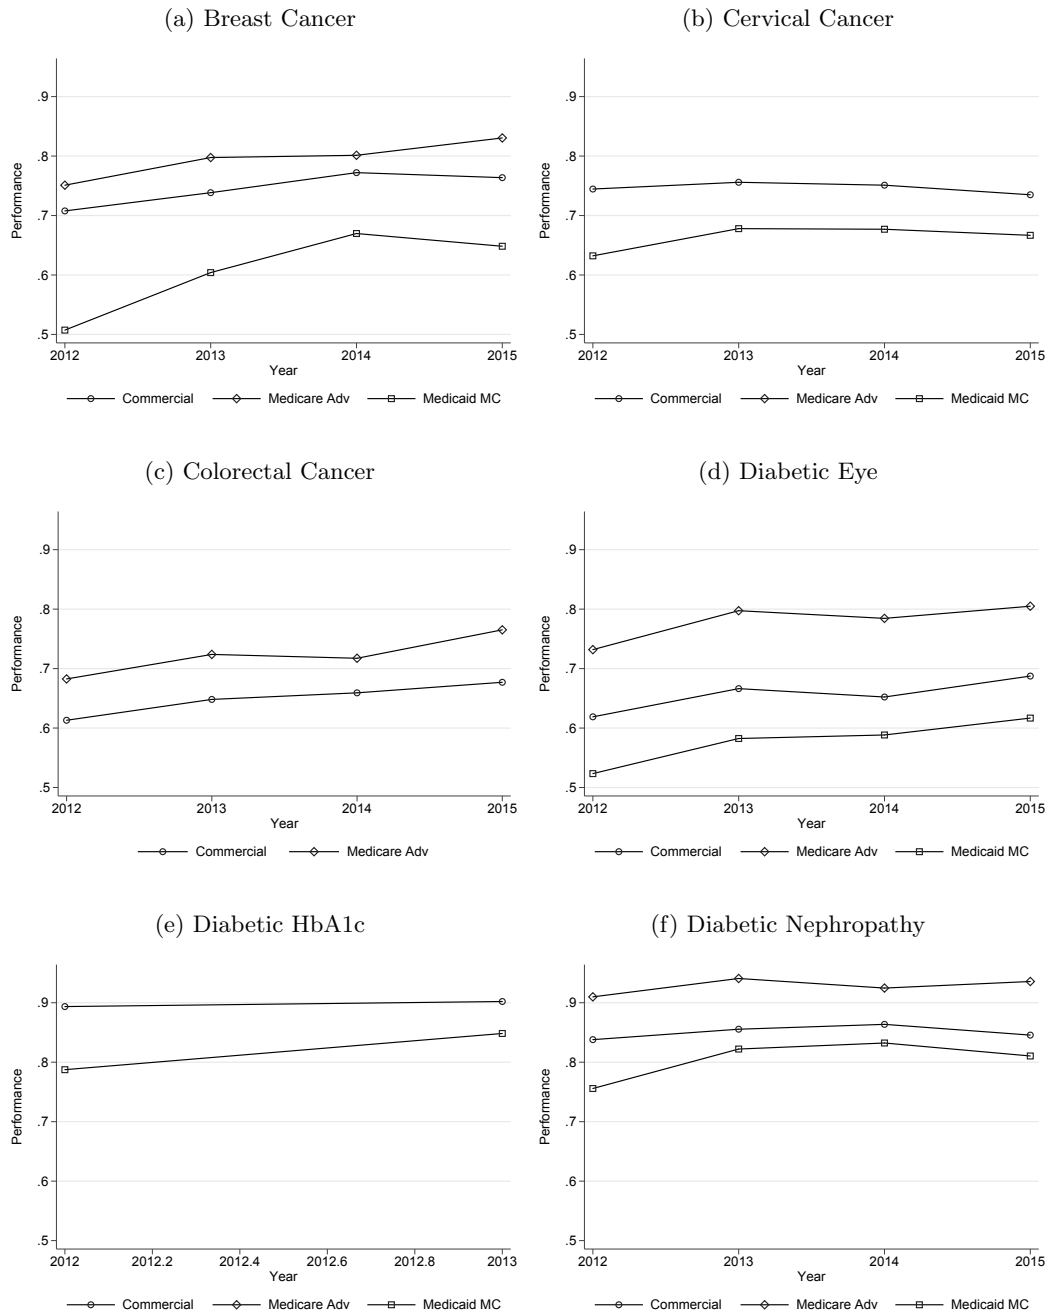 (a) Breast Cancer
.9
.8
.7
.6
.5
Performance
2012 2013 2014 2015
Year
Commercial Medicare Adv Medicaid MC
(b) Cervical Cancer
.9
.8
.7
.6
.5
Performance
2012 2013 2014 2015
Year
Commercial Medicare Adv Medicaid MC
(c) Colorectal Cancer
.9
.8
.7
.6
.5
Performance
2012 2013 2014 2015
Year
Commercial Medicare Adv
(d) Diabetic Eye
.9
.8
.7
.6
.5
Performance
2012 2013 2014 2015
Year
Commercial Medicare Adv Medicaid MC
(e) Diabetic HbA1c
.9
.8
.7
.6
.5
Performance
2012 2012.2 2012.4 2012.6 2012.8 2013
Year
Commercial Medicare Adv Medicaid MC
(f) Diabetic Nephropathy
.9
.8
.7
.6
.5
Performance
2012 2013 2014 2015
Year
Commercial Medicare Adv Medicaid MC